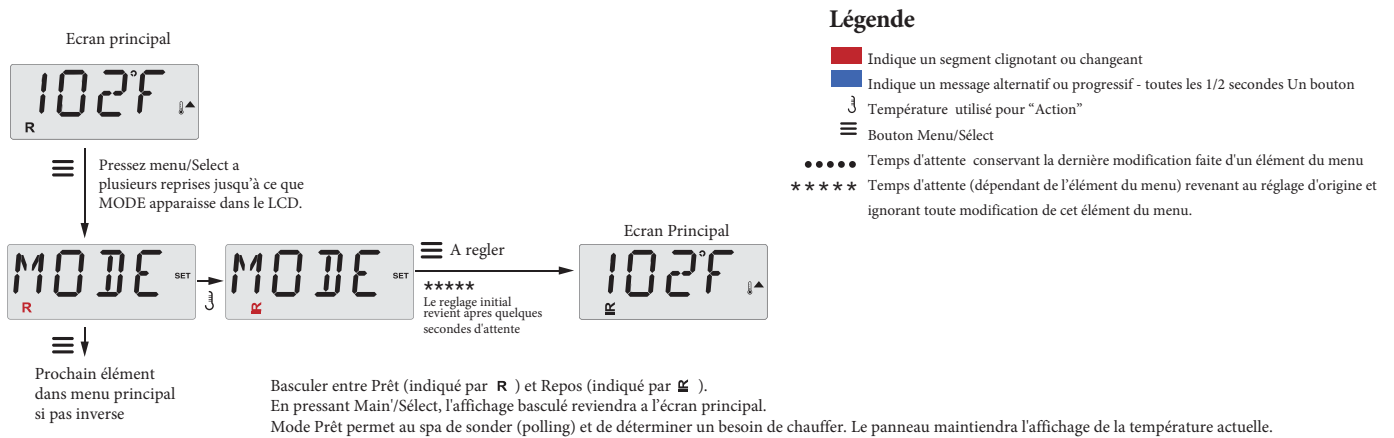 Ecran principal
102°F
R
Pressez menu/Select a
plusieurs reprises jusqu'à ce que
MODE apparaisse dans le LCD.
MODE SET
R
MODE SET
A regler
*****
Le reglage initial
revient apres quelques
secondes d'attente
Ecran Principal
102°F
Prochain élément
dans menu principal
si pas inverse
Basculer entre Prêt (indiqué par R ) et Repos (indiqué par ).
En pressant Main'/Sélect, l'affichage basculé reviendra a l'écran principal.
Mode Prêt permet au spa de sonder (polling) et de déterminer un besoin de chauffer. Le panneau maintiendra l'affichage de la température actuelle.
Légende
Indique un segment clignotant ou changeant
Indique un message alternatif ou progressif - toutes les 1/2 secondes Un bouton
Température utilisé pour “Action”
Bouton Menu/Sélect
••••• Temps d'attente conservant la dernière modification faite d'un élément du menu
***** Temps d'attente (dépendant de l'élément du menu) revenant au réglage d'origine et
ignorant toute modification de cet élément du menu.